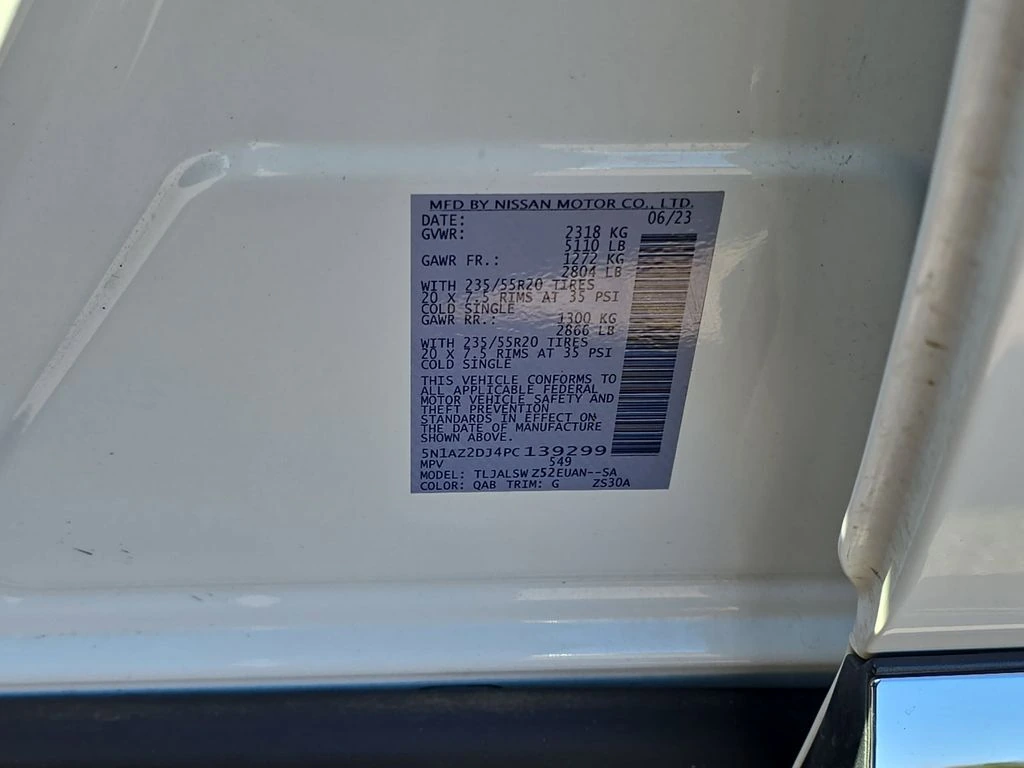 MFD BY NISSAN MOTOR CO., LTD.
DATE: 06/23
GVWR: 2318 KG
5110 LB
GAWR FR.: 1272 KG
2804 LB
WITH 235/55R20 TIRES
20 X 7.5 RIMS AT 35 PSI
COLD SINGLE
GAWR RR.: 1300 KG
2866 LB
WITH 235/55R20 TIRES
20 X 7.5 RIMS AT 35 PSI
COLD SINGLE
THIS VEHICLE CONFORMS TO
ALL APPLICABLE FEDERAL
MOTOR VEHICLE SAFETY AND
THEFT PREVENTION
STANDARDS IN EFFECT ON
THE DATE OF MANUFACTURE
SHOWN ABOVE.
5N1AZ2DJ4PC139299
MPV 549
MODEL: TLJALSWZ52EUAN--SA
COLOR: QAB TRIM: G ZS30A